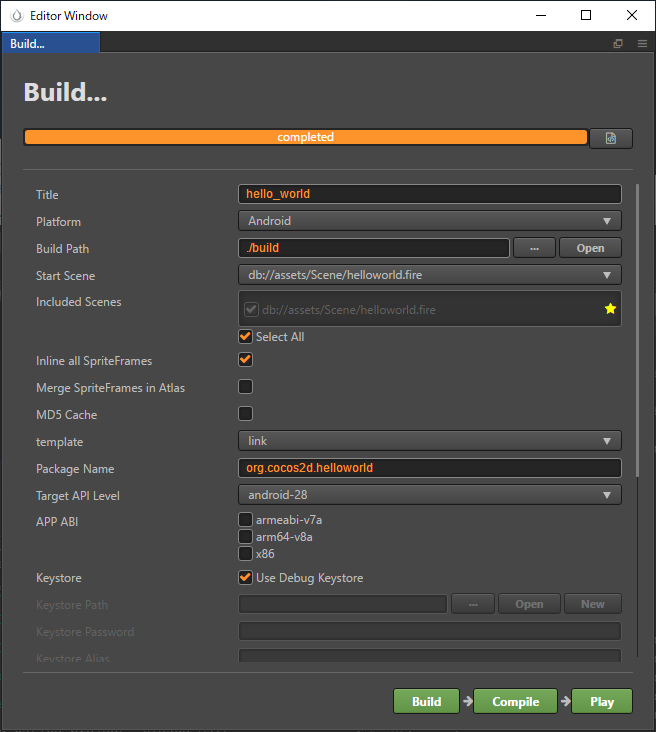 Editor Window
Build...
Build...
completed
Title hello_world
Platform Android
Build Path ./build ... Open
Start Scene db://assets/Scene/helloworld.fire
Included Scenes db://assets/Scene/helloworld.fire
Select All
Inline all SpriteFrames
Merge SpriteFrames in Atlas
MD5 Cache
template link
Package Name org.cocos2d.helloworld
Target API Level android-28
APP ABI armeabi-v7a
arm64-v8a
x86
Keystore Use Debug Keystore
Keystore Path ... Open New
Keystore Password
Keystore Alias
Build Compile Play